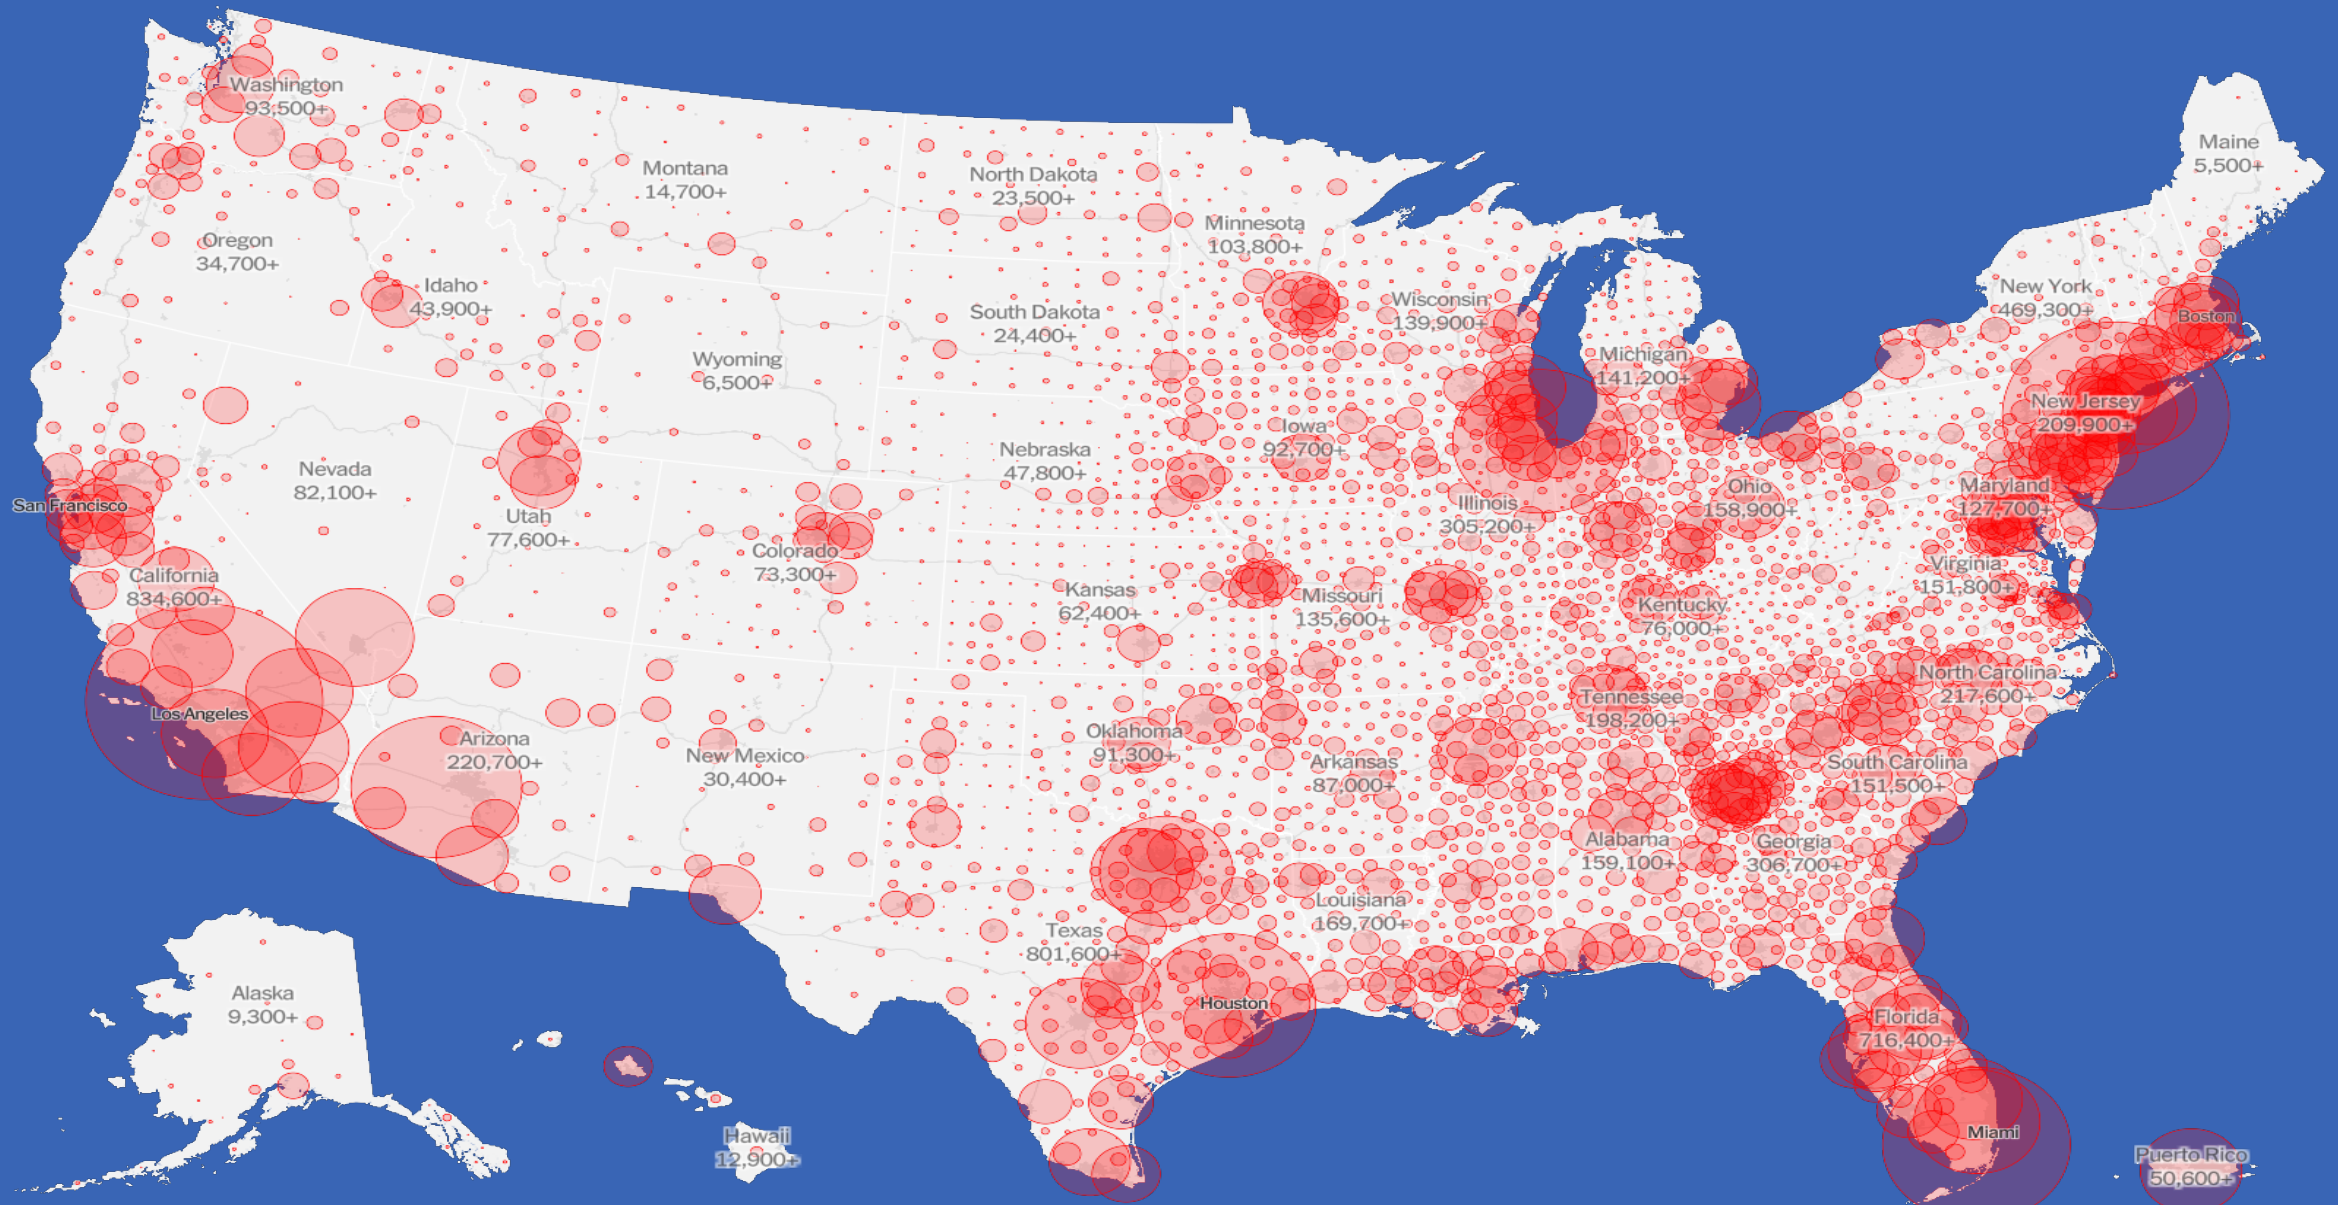 Washington
93,500+
Maine
5,500+
Montana
14,700+
North Dakota
23,500+
Minnesota
103,800+
Oregon
34,700+
Idaho
43,900+
South Dakota
24,400+
Wisconsin
139,900+
New York
469,300+
Boston
Wyoming
6,500+
Michigan
141,200+
New Jersey
209,900+
Nevada
82,100+
Utah
77,600+
Nebraska
47,800+
Iowa
92,700+
Illinois
305,200+
Ohio
158,900+
Maryland
127,700+
San Francisco
California
834,600+
Colorado
73,300+
Kansas
62,400+
Missouri
135,600+
Kentucky
76,000+
Virginia
151,800+
Los Angeles
Arizona
220,700+
New Mexico
30,400+
Oklahoma
91,300+
Arkansas
87,000+
Tennessee
198,200+
North Carolina
217,600+
South Carolina
151,500+
Alabama
159,100+
Georgia
306,700+
Texas
801,600+
Louisiana
169,700+
Houston
Florida
716,400+
Miami
Alaska
9,300+
Hawaii
12,900+
Puerto Rico
50,600+